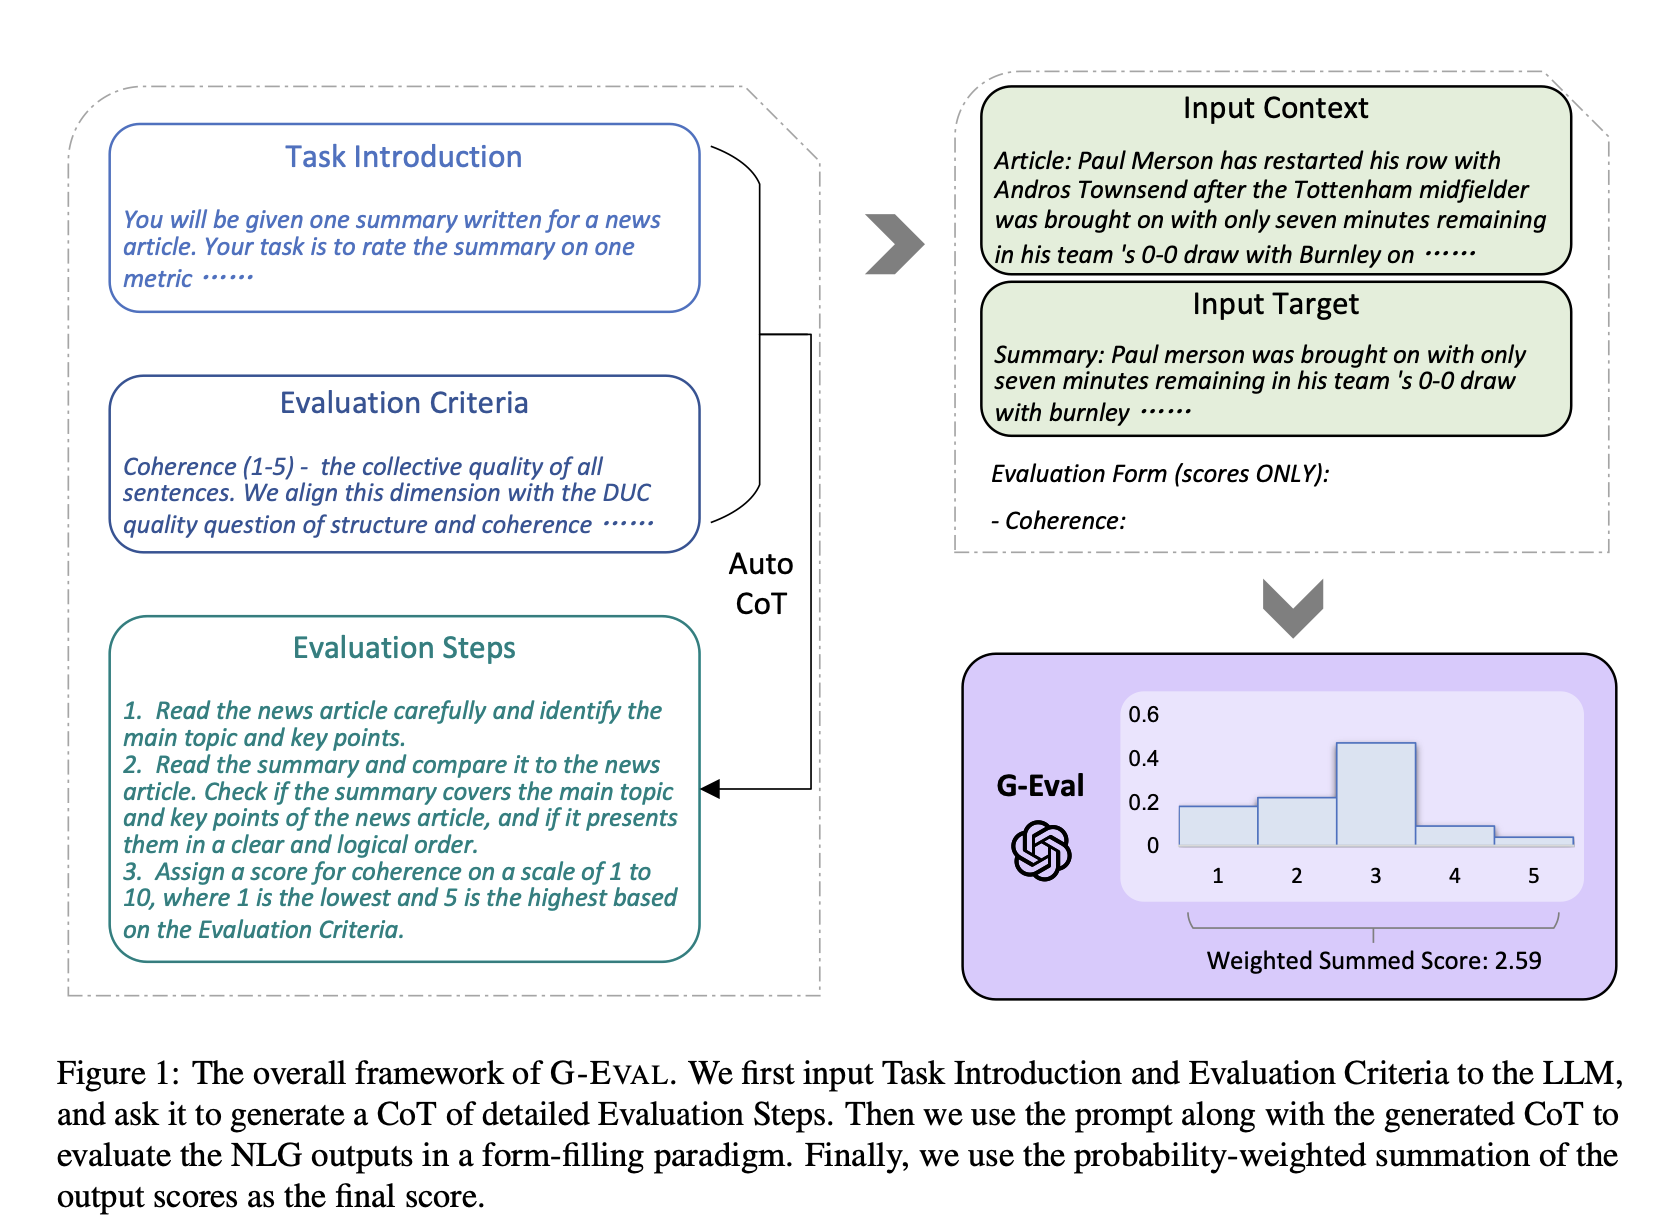 Task Introduction
You will be given one summary written for a news
article. Your task is to rate the summary on one
metric ······
Evaluation Criteria
Coherence (1-5) -  the collective quality of all
sentences. We align this dimension with the DUC
quality question of structure and coherence ······
Auto
CoT
Evaluation Steps
1.  Read the news article carefully and identify the
main topic and key points.
2.  Read the summary and compare it to the news
article. Check if the summary covers the main topic
and key points of the news article, and if it presents
them in a clear and logical order.
3.  Assign a score for coherence on a scale of 1 to
10, where 1 is the lowest and 5 is the highest based
on the Evaluation Criteria.
Input Context
Article: Paul Merson has restarted his row with
Andros Townsend after the Tottenham midfielder
was brought on with only seven minutes remaining
in his team 's 0-0 draw with Burnley on ······
Input Target
Summary: Paul merson was brought on with only
seven minutes remaining in his team 's 0-0 draw
with burnley ······
Evaluation Form (scores ONLY):
- Coherence:
G-Eval
0.6
0.4
0.2
0
1 2 3 4 5
Weighted Summed Score: 2.59
Figure 1: The overall framework of G-EVAL. We first input Task Introduction and Evaluation Criteria to the LLM,
and ask it to generate a CoT of detailed Evaluation Steps. Then we use the prompt along with the generated CoT to
evaluate the NLG outputs in a form-filling paradigm. Finally, we use the probability-weighted summation of the
output scores as the final score.